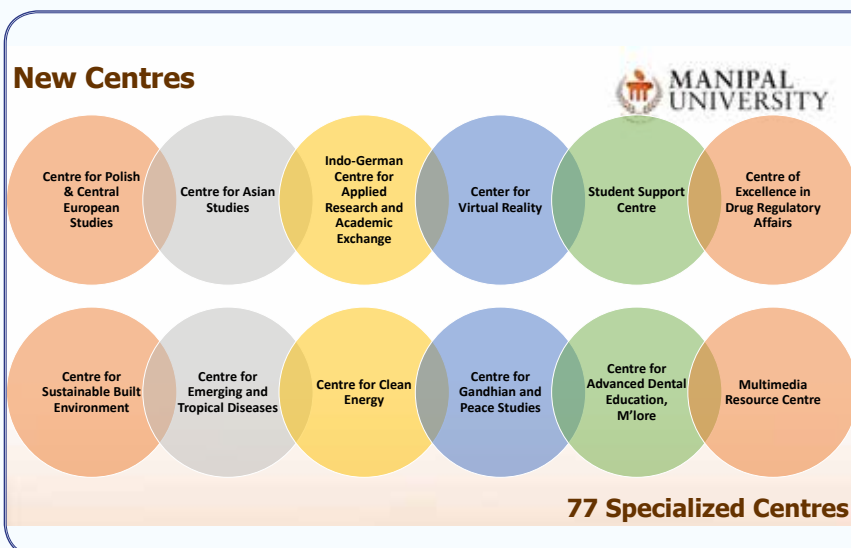 New Centres
MANIPAL
UNIVERSITY
Centre for Polish
& Central
European
Studies
Centre for Asian
Studies
Indo-German
Centre for
Applied
Research and
Academic
Exchange
Center for
Virtual Reality
Student Support
Centre
Centre of
Excellence in
Drug Regulatory
Affairs
Centre for
Sustainable Built
Environment
Centre for
Emerging and
Tropical Diseases
Centre for Clean
Energy
Centre for
Gandhian and
Peace Studies
Centre for
Advanced Dental
Education,
M’lore
Multimedia
Resource Centre
77 Specialized Centres